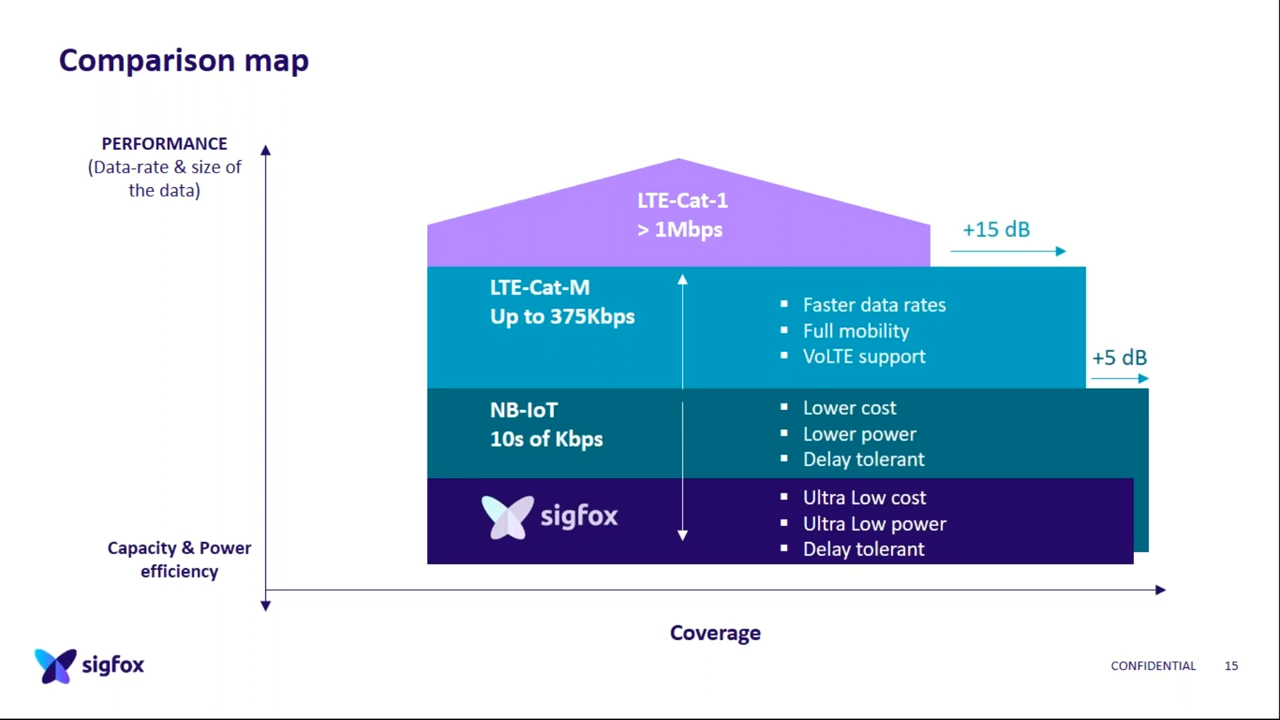 Comparison map
PERFORMANCE
(Data-rate & size of
the data)
LTE-Cat-1
> 1Mbps
+15 dB
LTE-Cat-M
Up to 375Kbps
▪ Faster data rates
▪ Full mobility
▪ VoLTE support
+5 dB
NB-IoT
10s of Kbps
▪ Lower cost
▪ Lower power
▪ Delay tolerant
sigfox
▪ Ultra Low cost
▪ Ultra Low power
▪ Delay tolerant
Capacity & Power
efficiency
Coverage
sigfox
CONFIDENTIAL 15